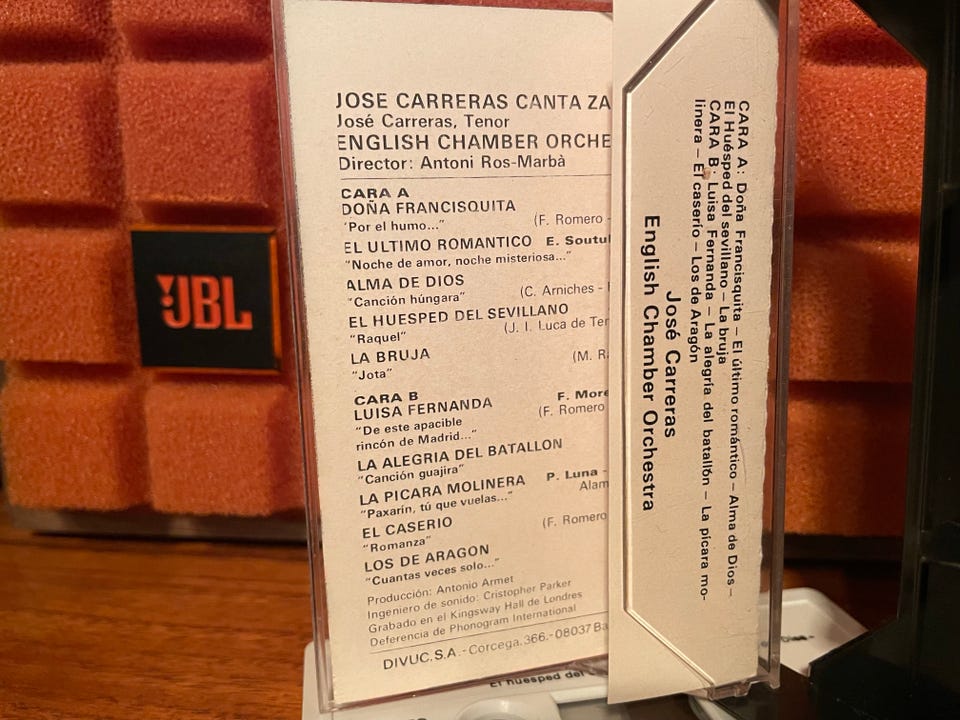 JBL
JOSE CARRERAS CANTA ZA
José Carreras, Tenor
ENGLISH CHAMBER ORCHE
Director: Antoni Ros-Marbà
CARA A
DOÑA FRANCISQUITA
"Por el humo..." (F. Romero -
EL ULTIMO ROMANTICO E. Soutul
"Noche de amor, noche misteriosa..."
ALMA DE DIOS
"Canción húngara" (C. Arniches -
EL HUESPED DEL SEVILLANO
"Raquel" (J. I. Luca de Ter
LA BRUJA
"Jota" (M. R
CARA B
LUISA FERNANDA F. More
"De este apacible (F. Romero
rincón de Madrid..."
LA ALEGRIA DEL BATALLON
"Canción guajira"
LA PICARA MOLINERA P. Luna -
"Paxarín, tú que vuelas..." Alam
EL CASERIO
"Romanza" (F. Romero
LOS DE ARAGON
"Cuantas veces solo..."
Producción: Antonio Armet
Ingeniero de sonido: Cristopher Parker
Grabado en el Kingsway Hall de Londres
Deferencia de Phonogram International
DIVUC, S.A. - Corcega, 366. - 08037 Ba
CARA A: Doña Francisquita – El último romántico – Alma de Dios –
El Huésped del sevillano – La bruja
CARA B: Luisa Fernanda – La alegría del batallón – La pícara mo-
linera – El caserío – Los de Aragón
José Carreras
English Chamber Orchestra
El huésped del